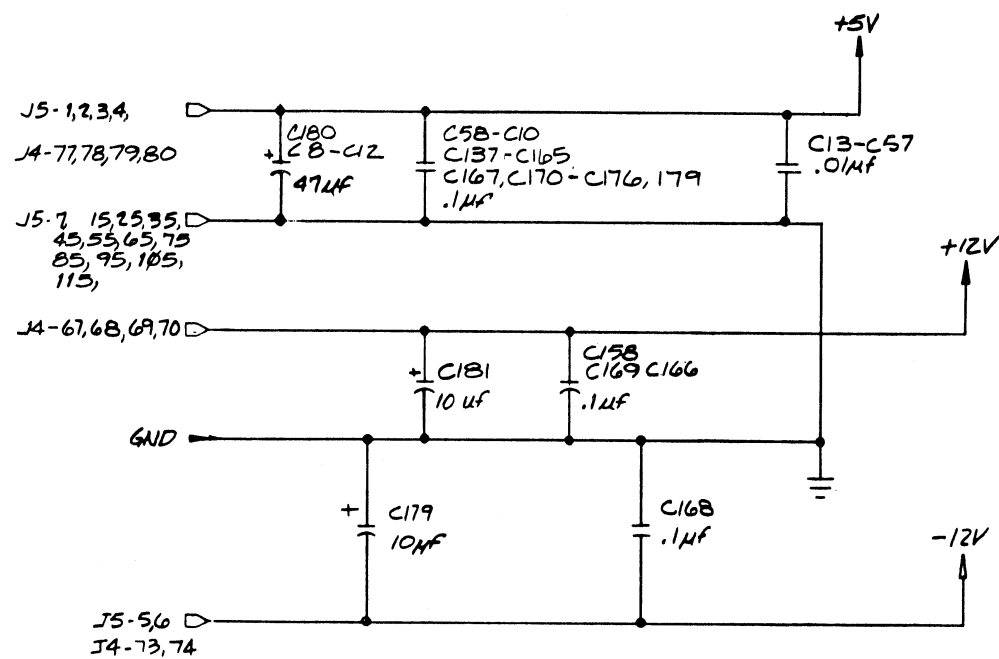 +5V
J5-1,2,3,4,
J4-77,78,79,80
C180
C8-C12
+
47µf
C58-C10
C137-C165
C167,C170-C176,179
.1µf
C13-C57
.01µf
J5-7 15,25,35,
45,55,65,75
85,95,105,
115,
+12V
J4-67,68,69,70
+
C181
10 uf
C158
C169 C166
.1µf
GND
+
C179
10µf
C168
.1µf
-12V
J5-5,6
J4-73,74